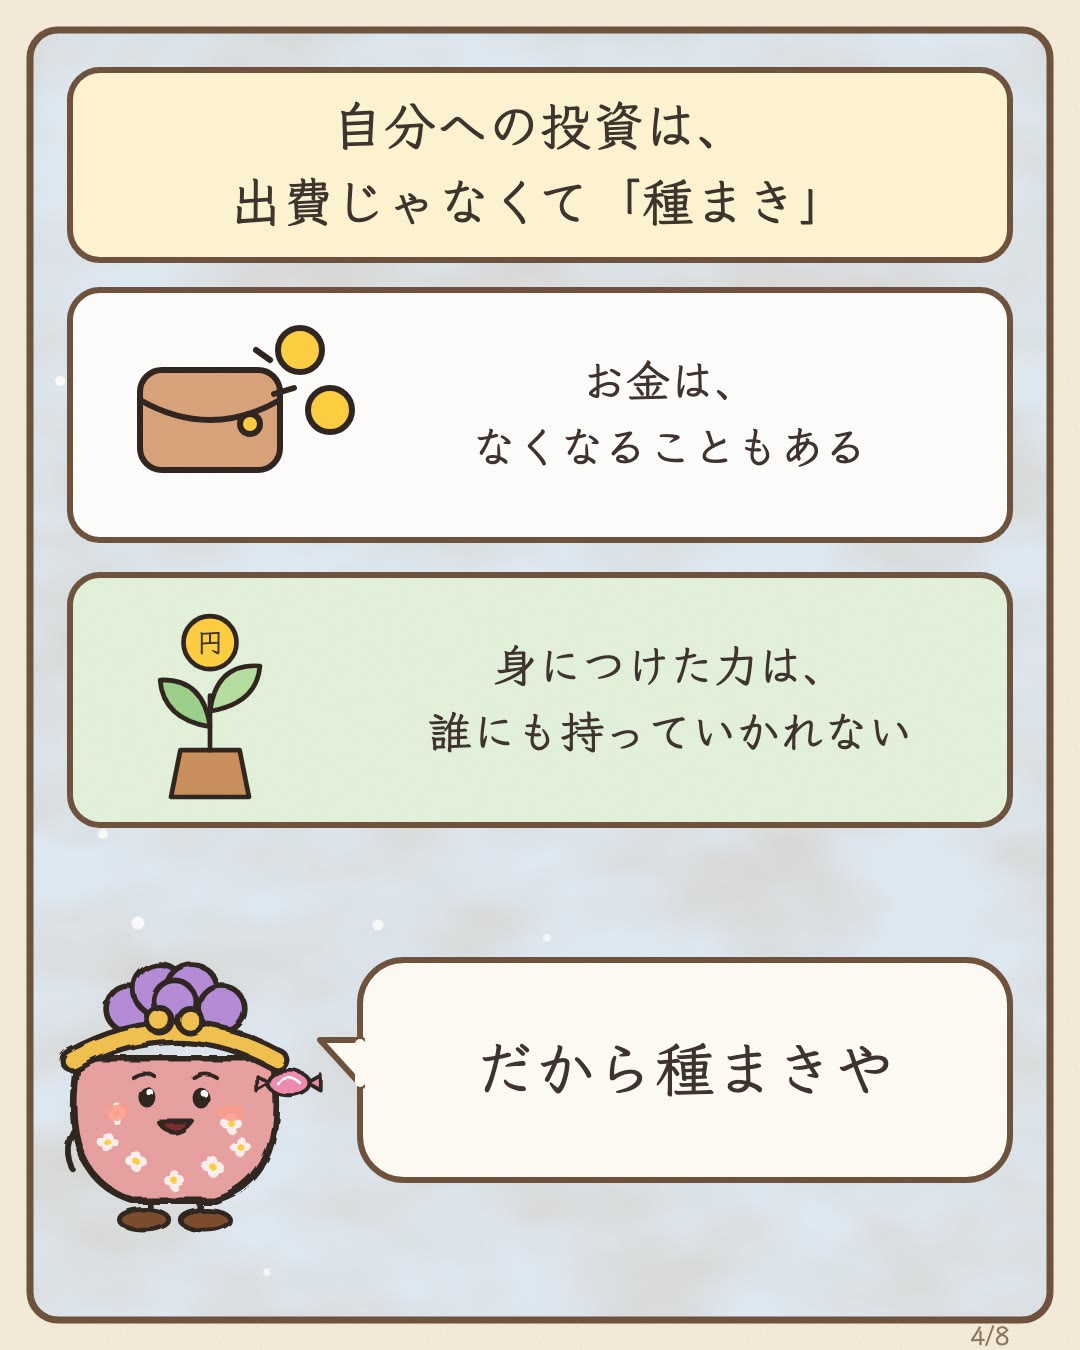 自分への投資は、
出費じゃなくて「種まき」
お金は、
なくなることもある
円
身につけた力は、
誰にも持っていかれない
だから種まきや
4/8